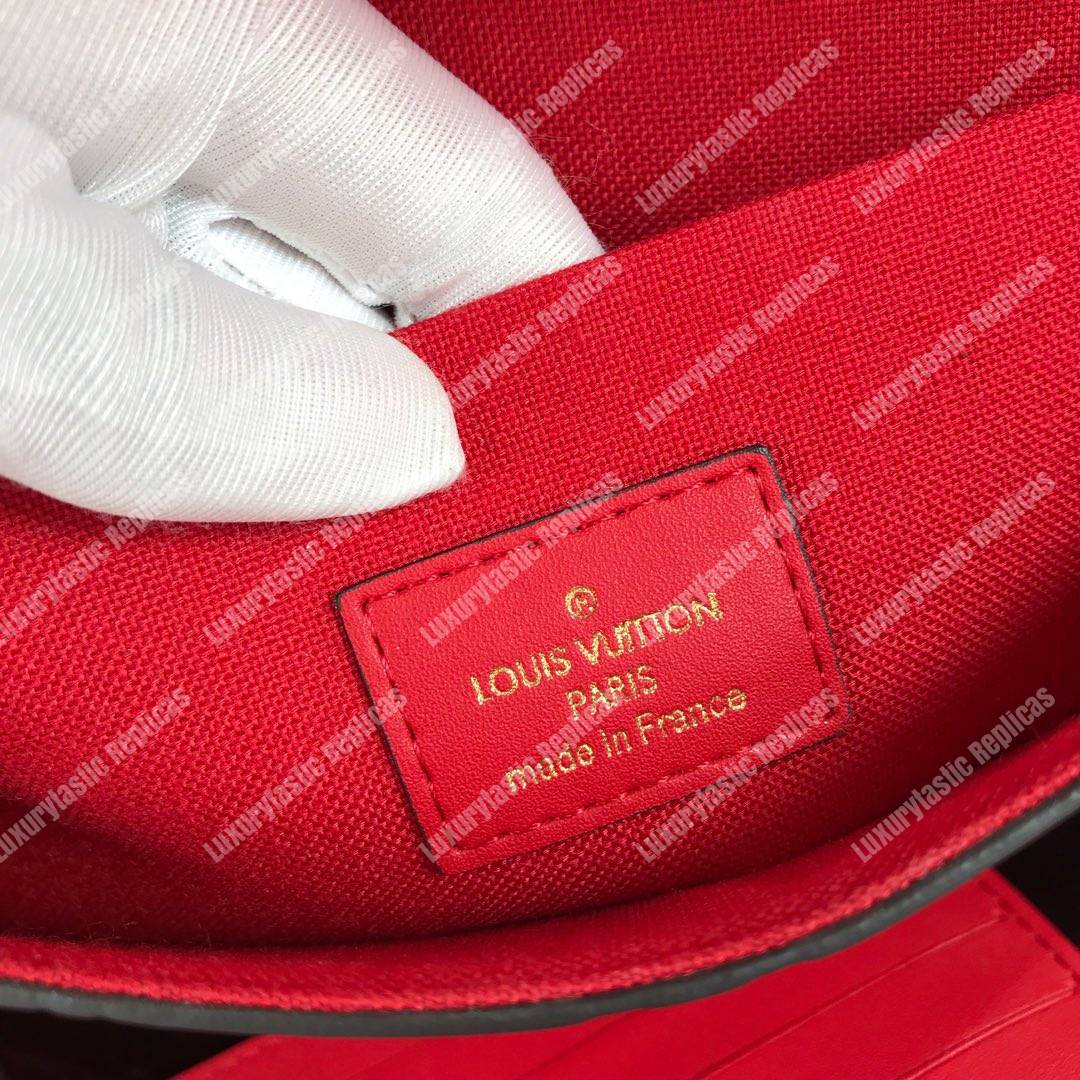 Luxurytastic Replicas
®
LOUIS VUITTON
PARIS
made in France